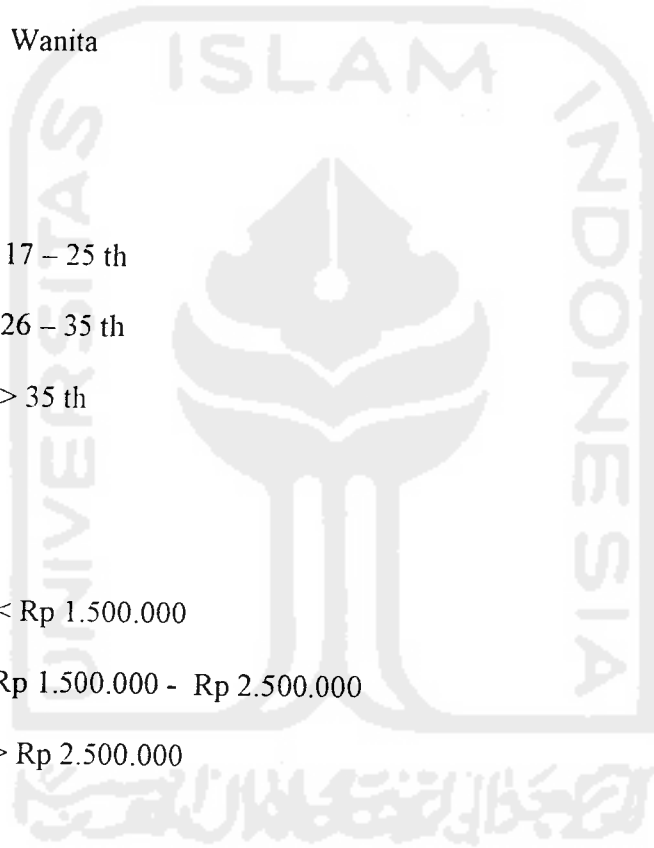 Wanita
ISLAM
UNIVERSITAS
INDONESIA
17 – 25 th
26 – 35 th
> 35 th
< Rp 1.500.000
Rp 1.500.000 - Rp 2.500.000
> Rp 2.500.000